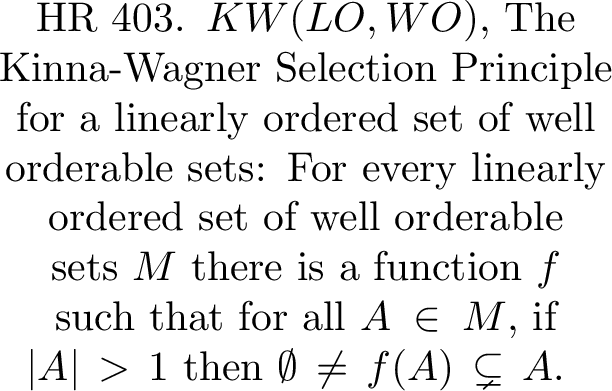 HR 403. KW(LO, WO), The
Kinna-Wagner Selection Principle
for a linearly ordered set of well
orderable sets: For every linearly
ordered set of well orderable
sets M there is a function f
such that for all A ∈ M, if
|A| > 1 then ∅ ≠ f(A) ⊊ A.